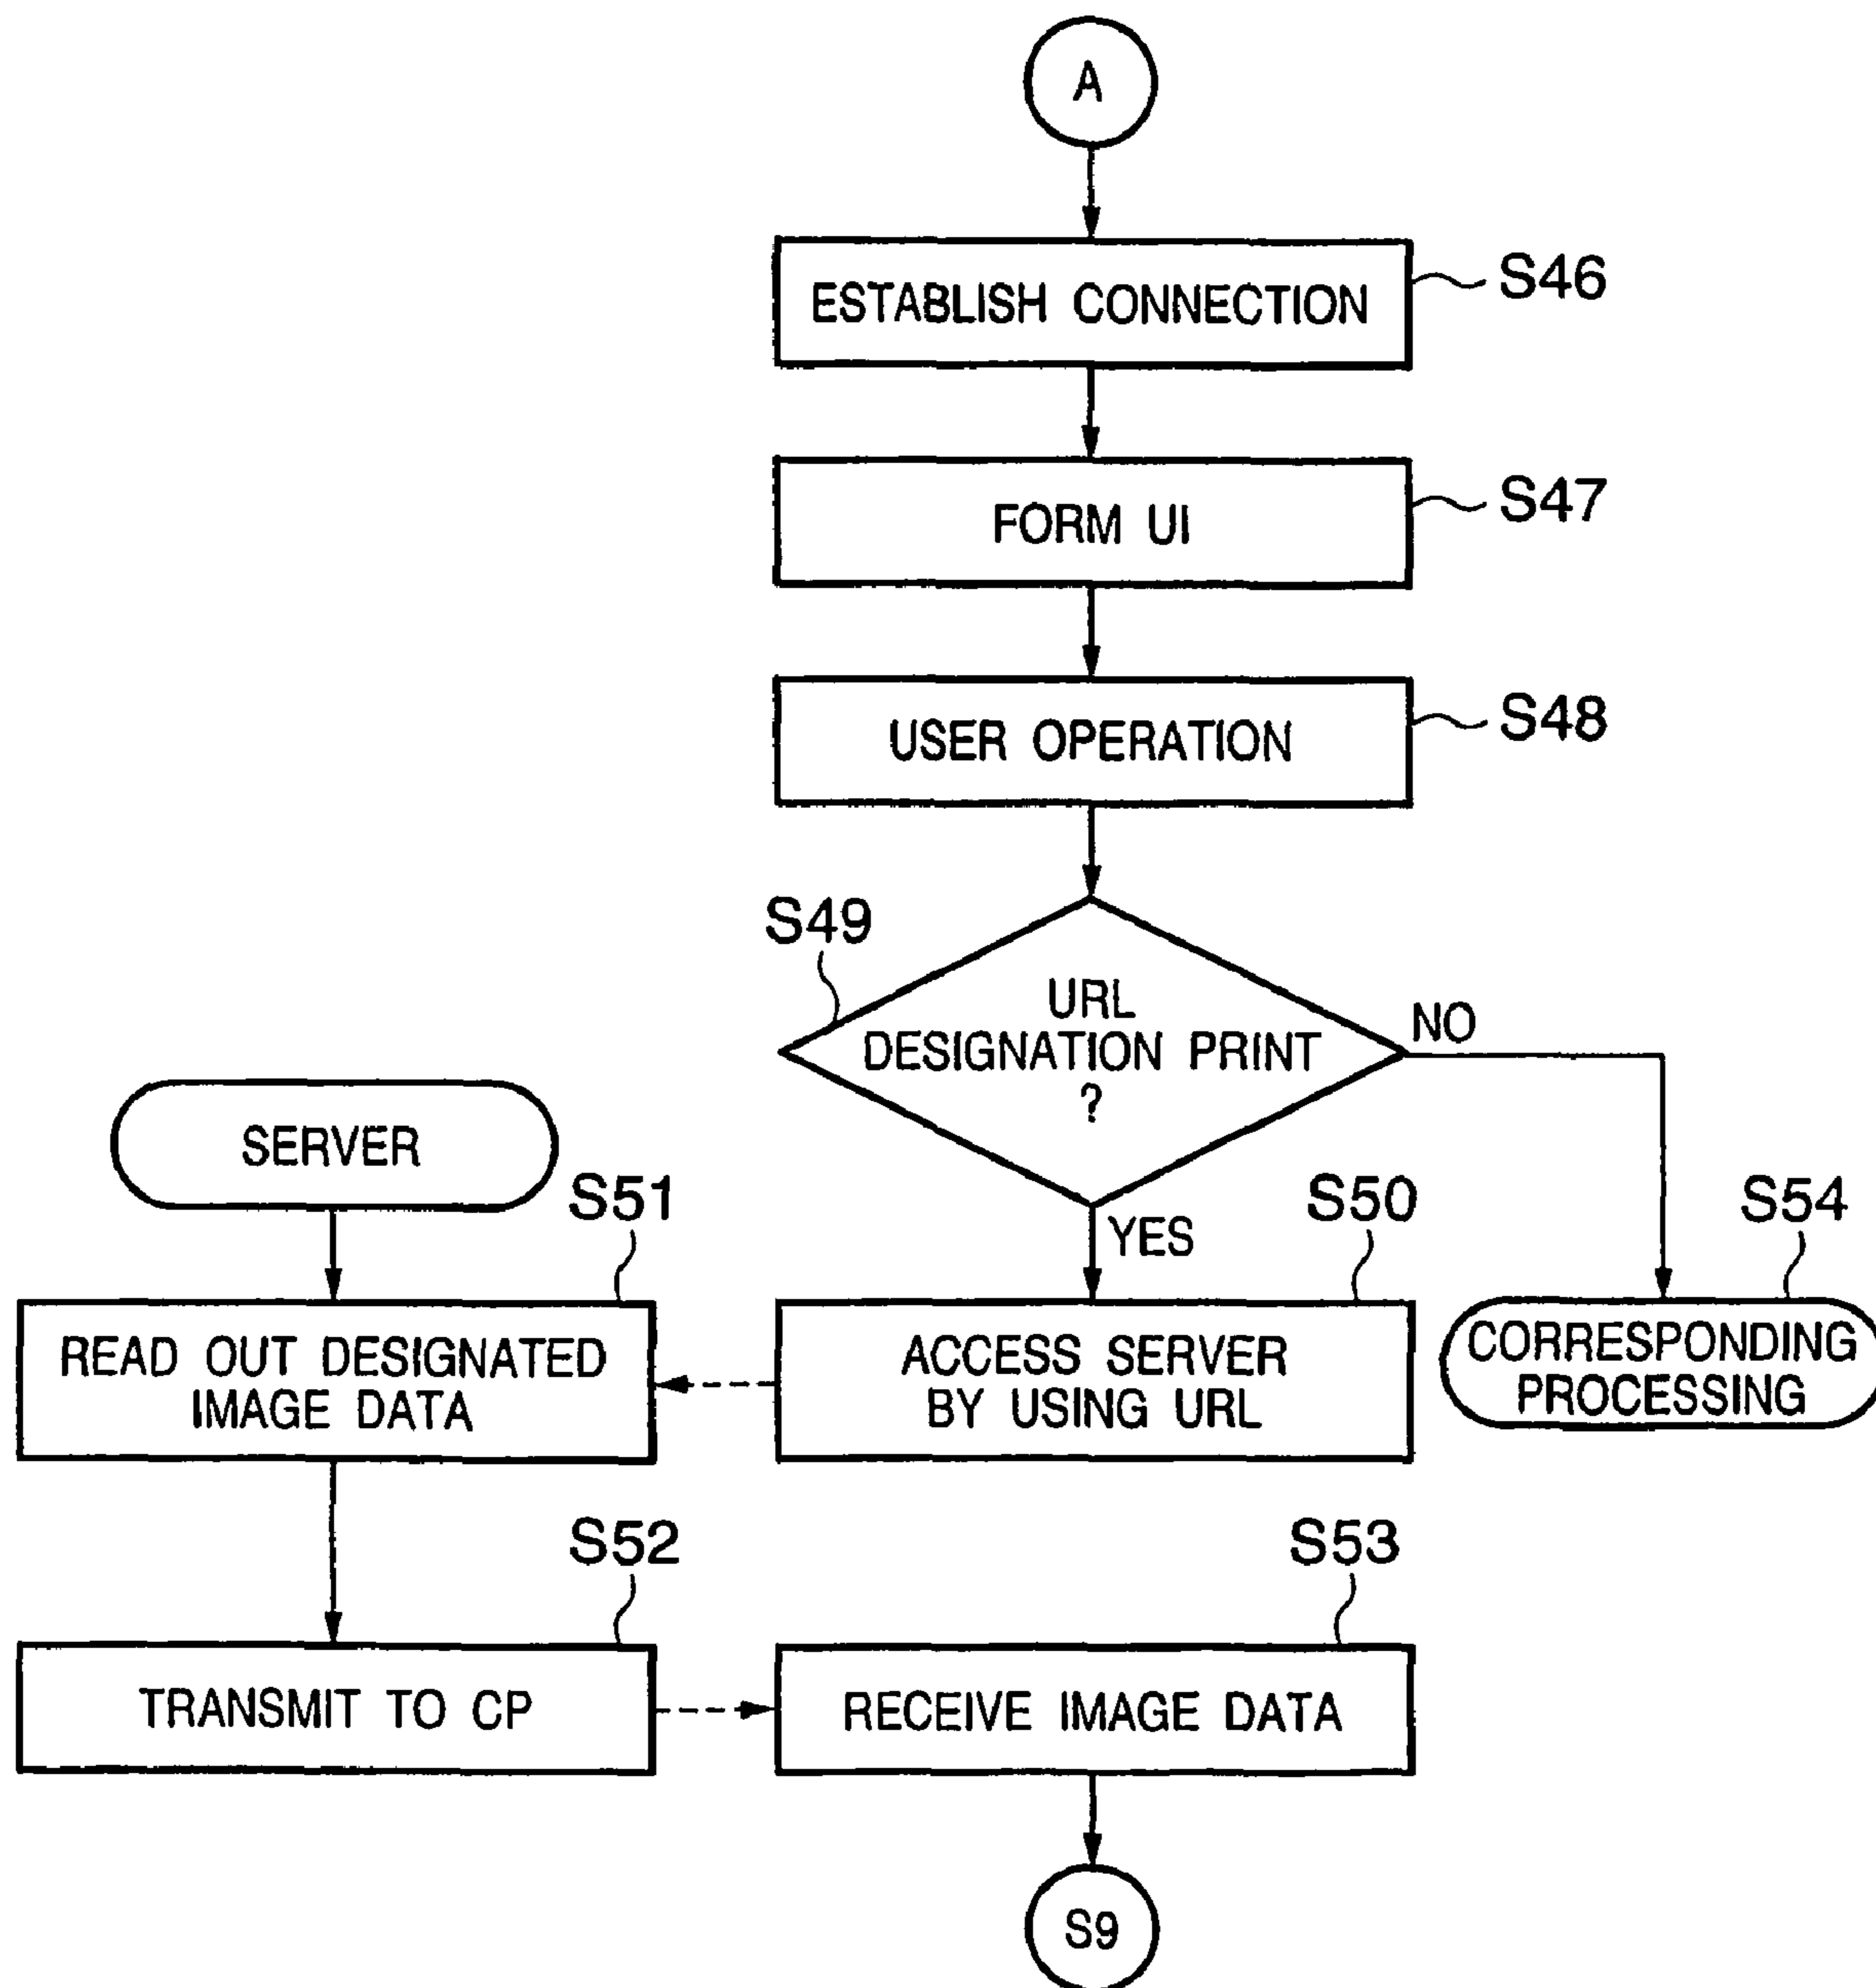 A
ESTABLISH CONNECTION
S46
FORM UI
S47
USER OPERATION
S48
S49
URL
DESIGNATION PRINT
?
NO
YES
SERVER
S51
S50
S54
READ OUT DESIGNATED
IMAGE DATA
ACCESS SERVER
BY USING URL
CORRESPONDING
PROCESSING
S52
S53
TRANSMIT TO CP
RECEIVE IMAGE DATA
S9